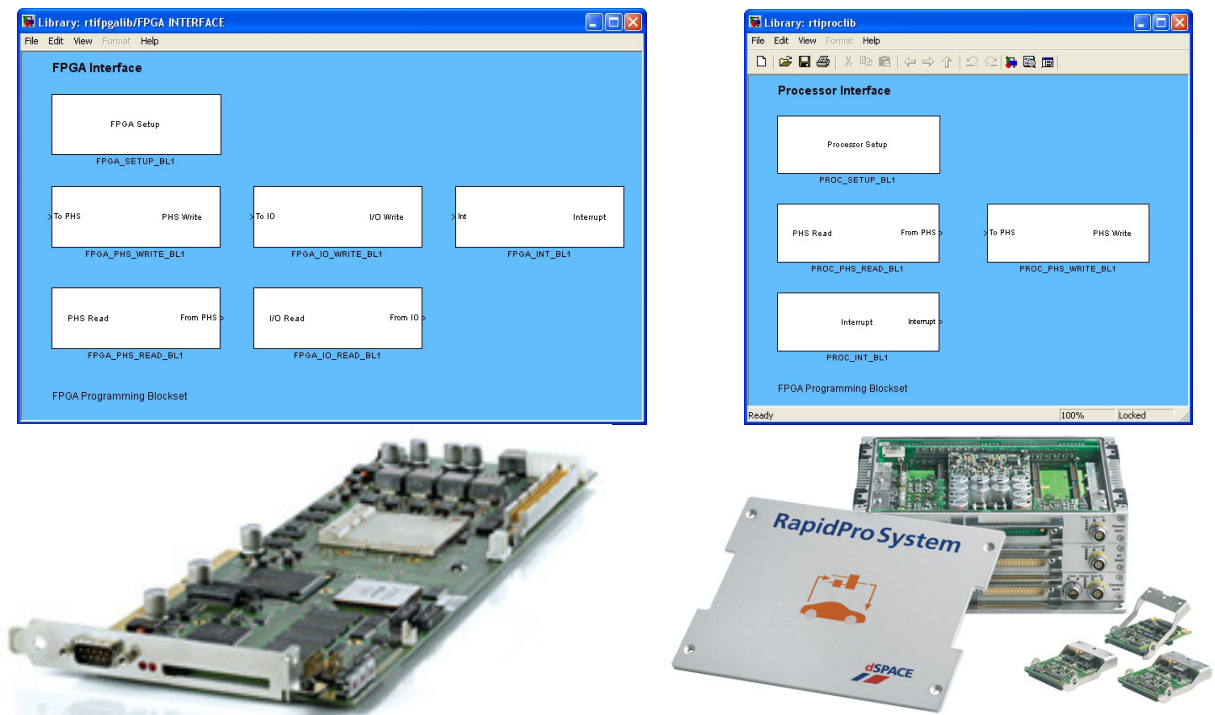 Library: rtifpgalib/FPGA INTERFACE
File Edit View Format Help
FPGA Interface
FPGA Setup
FPGA_SETUP_BL1
To PHS PHS Write
FPGA_PHS_WRITE_BL1
To IO I/O Write
FPGA_IO_WRITE_BL1
Int Interrupt
FPGA_INT_BL1
PHS Read From PHS
FPGA_PHS_READ_BL1
I/O Read From IO
FPGA_IO_READ_BL1
FPGA Programming Blockset
Library: rtiproclib
File Edit View Format Help
Processor Interface
Processor Setup
PROC_SETUP_BL1
PHS Read From PHS
PROC_PHS_READ_BL1
To PHS PHS Write
PROC_PHS_WRITE_BL1
Interrupt Interrupt
PROC_INT_BL1
FPGA Programming Blockset
Ready 100% Locked
RapidPro System
dSPACE